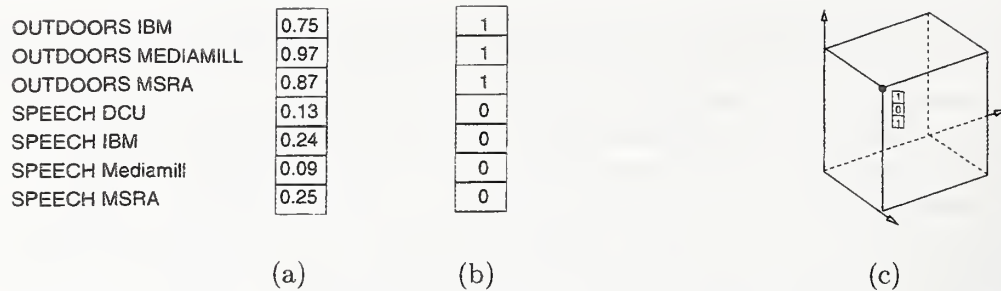 OUTDOORS IBM 0.75 1
OUTDOORS MEDIAMILL 0.97 1
OUTDOORS MSRA 0.87 1
SPEECH DCU 0.13 0
SPEECH IBM 0.24 0
SPEECH Mediamill 0.09 0
SPEECH MSRA 0.25 0
1
0
1
(a) (b) (c)